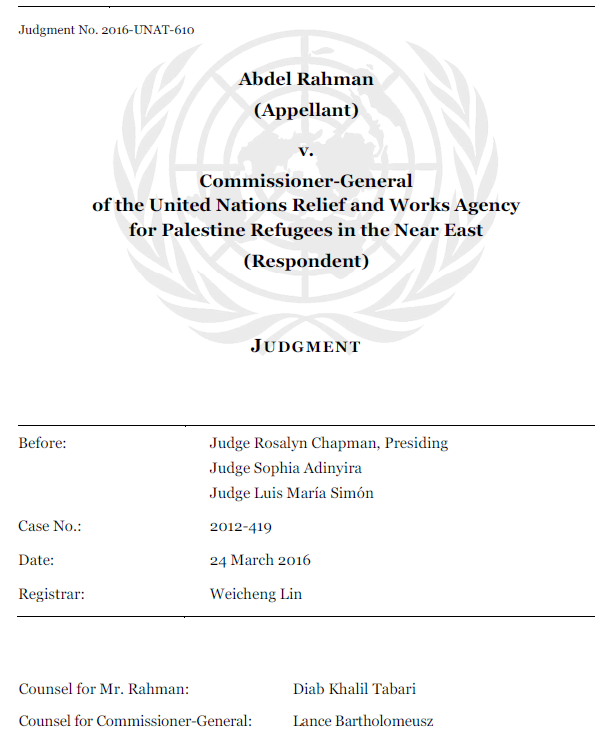 Judgment No. 2016-UNAT-610
Abdel Rahman
(Appellant)
v.
Commissioner-General
of the United Nations Relief and Works Agency
for Palestine Refugees in the Near East
(Respondent)
JUDGMENT
Before: Judge Rosalyn Chapman, Presiding
Judge Sophia Adinyira
Judge Luis María Simón
Case No.: 2012-419
Date: 24 March 2016
Registrar: Weicheng Lin
Counsel for Mr. Rahman: Diab Khalil Tabari
Counsel for Commissioner-General: Lance Bartholomeusz